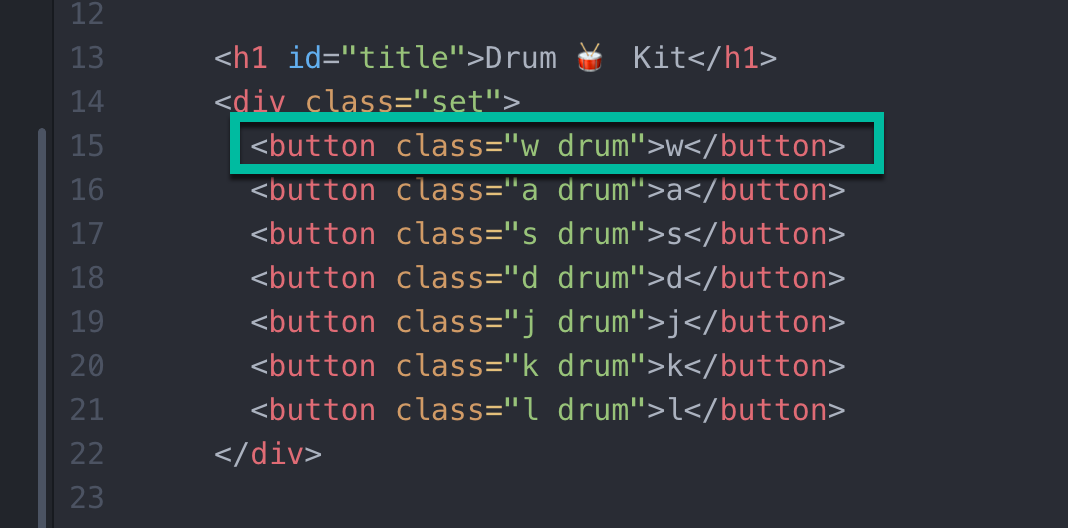 12
13 <h1 id="title">Drum 🥁 Kit</h1>
14 <div class="set">
15 <button class="w drum">w</button>
16 <button class="a drum">a</button>
17 <button class="s drum">s</button>
18 <button class="d drum">d</button>
19 <button class="j drum">j</button>
20 <button class="k drum">k</button>
21 <button class="l drum">l</button>
22 </div>
23